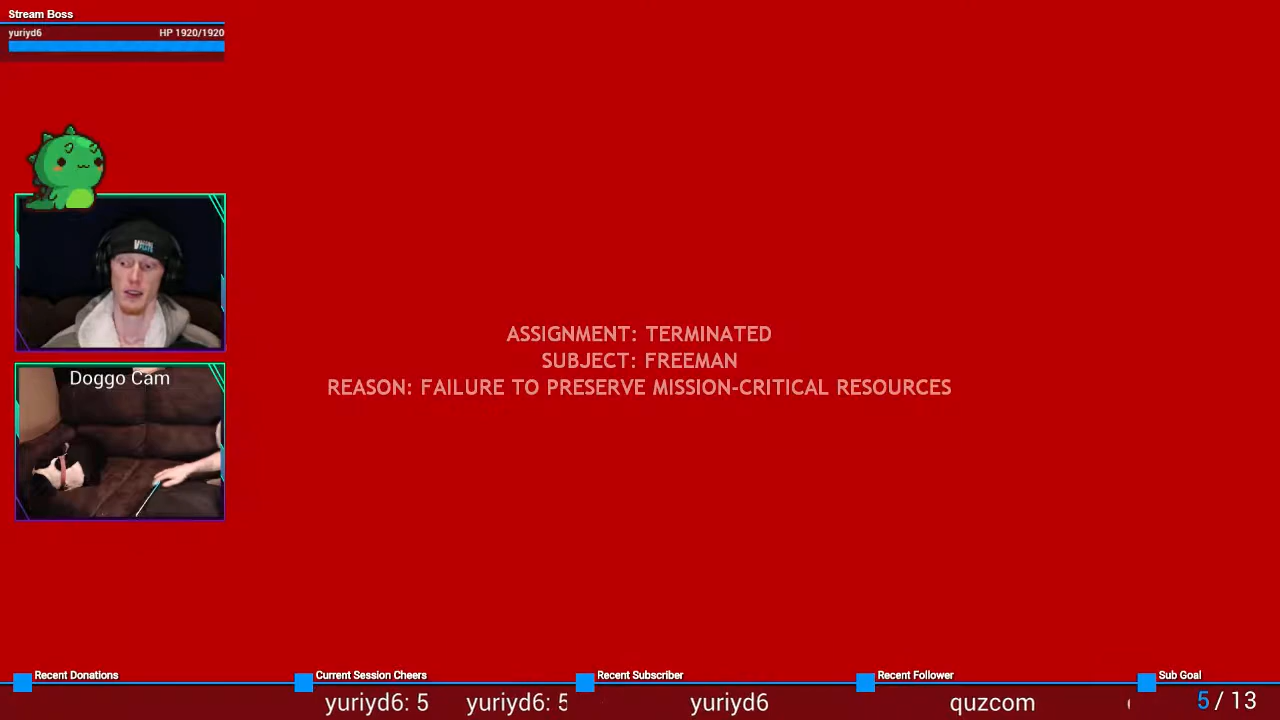 Stream Boss
yuriyd6 HP 1920/1920
Doggo Cam
ASSIGNMENT: TERMINATED
SUBJECT: FREEMAN
REASON: FAILURE TO PRESERVE MISSION-CRITICAL RESOURCES
Recent Donations Current Session Cheers Recent Subscriber Recent Follower Sub Goal
yuriyd6: 5 yuriyd6: 5 yuriyd6 quzcom 5 / 13